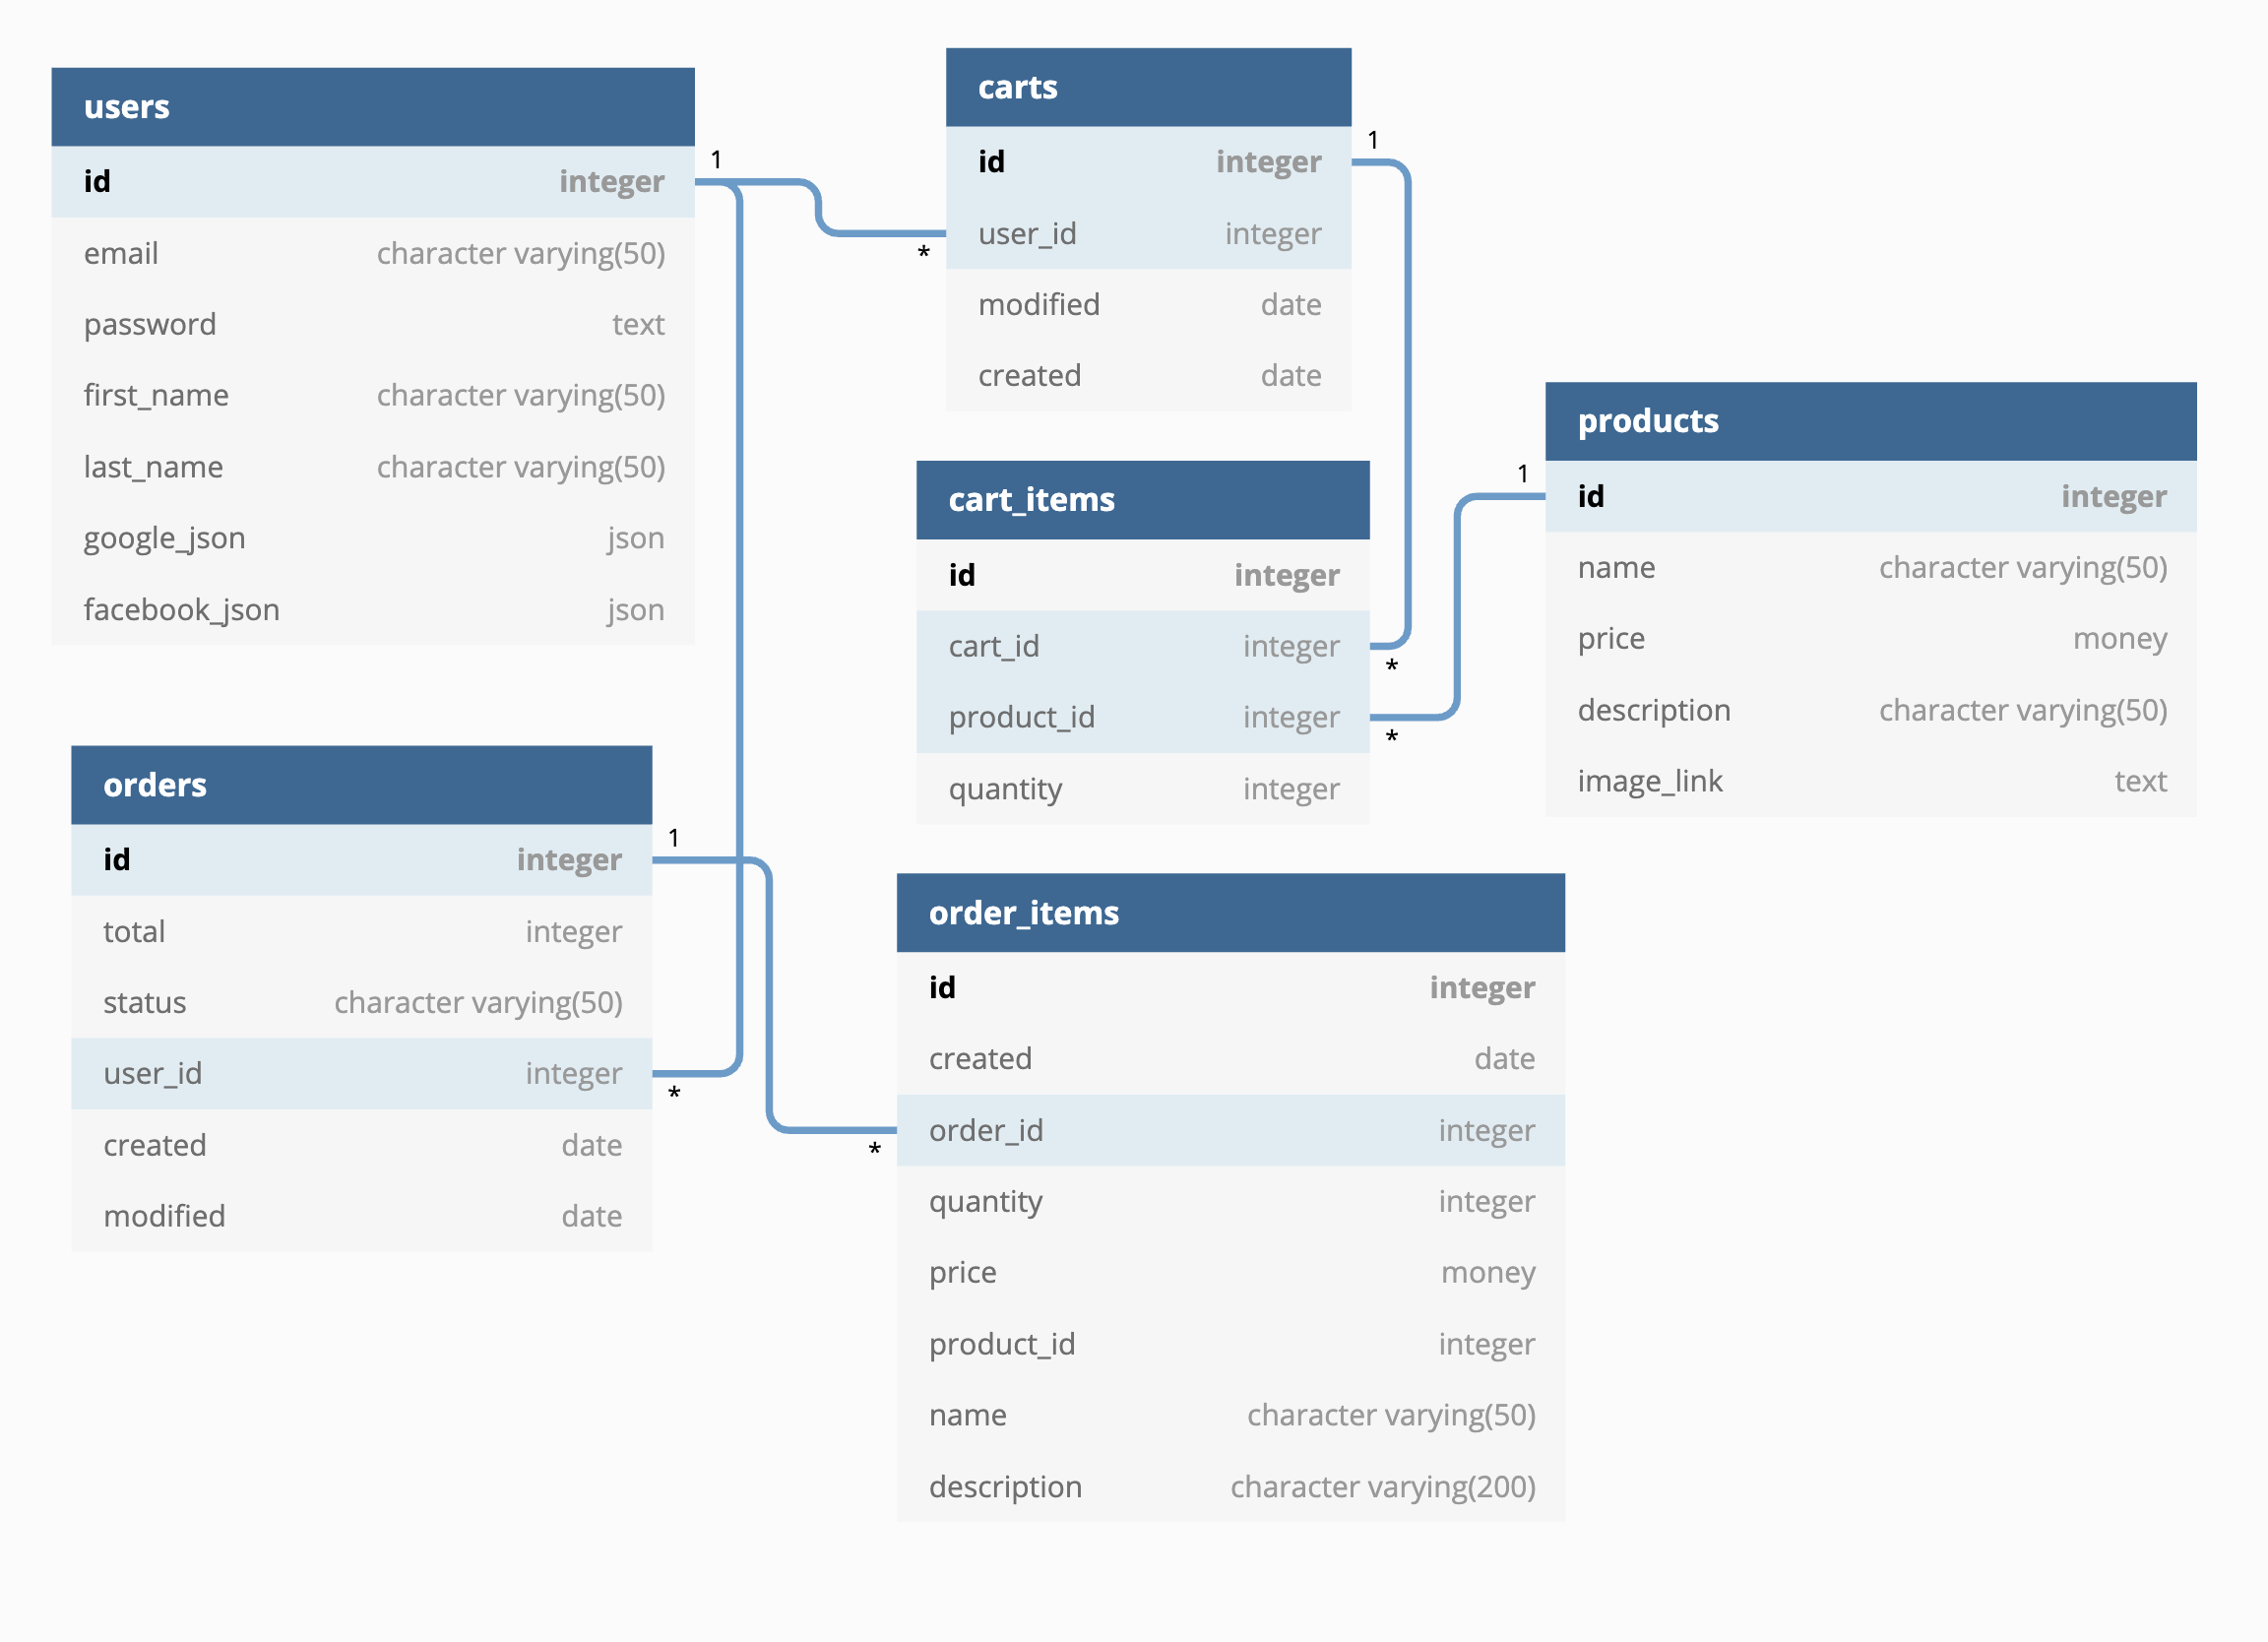 users
id integer
email character varying(50)
password text
first_name character varying(50)
last_name character varying(50)
google_json json
facebook_json json
1
*
carts
id integer
user_id integer
modified date
created date
1
*
cart_items
id integer
cart_id integer
product_id integer
quantity integer
*
1
products
id integer
name character varying(50)
price money
description character varying(50)
image_link text
orders
id integer
total integer
status character varying(50)
user_id integer
created date
modified date
1
*
*
order_items
id integer
created date
order_id integer
quantity integer
price money
product_id integer
name character varying(50)
description character varying(200)